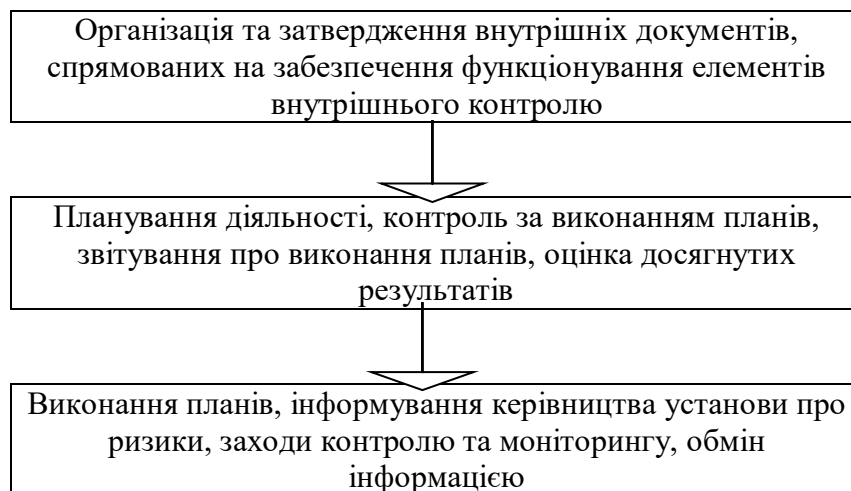 Організація та затвердження внутрішніх документів,
спрямованих на забезпечення функціонування елементів
внутрішнього контролю
Планування діяльності, контроль за виконанням планів,
звітування про виконання планів, оцінка досягнутих
результатів
Виконання планів, інформування керівництва установи про
ризики, заходи контролю та моніторингу, обмін
інформацією